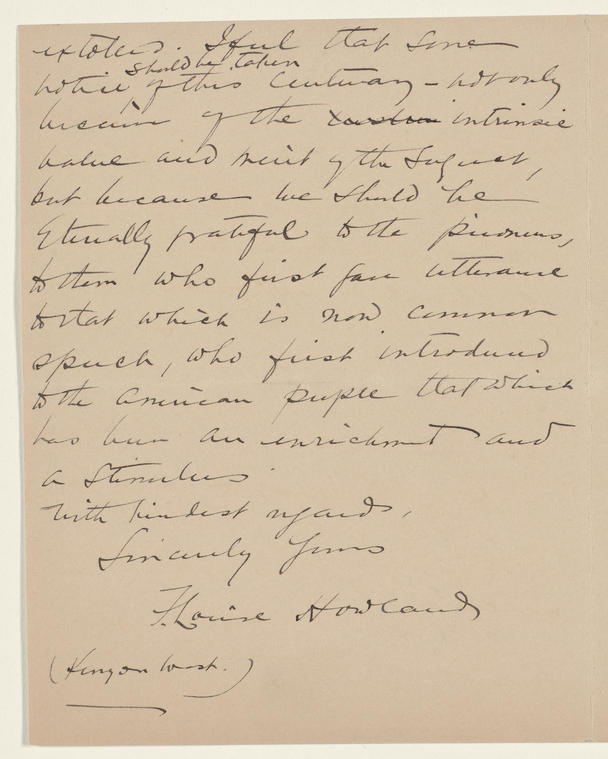 extolled. I feel that some
should be taken
notice of this centenary – not only
because of the intrinsic
value and merit of the subject,
but because we should be
Eternally grateful to the pioneers,
to them who first gave utterance
to that which is now common
speech, who first introduced
to the American people that which
has been an enrichment and
a stimulus
With kindest regards,
Sincerely Yours
F. Louise Howland
(Kenyon West.)